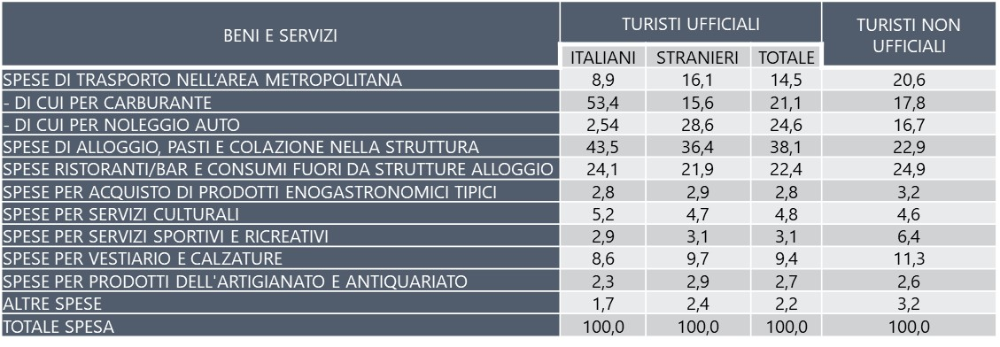 BENI E SERVIZI TURISTI UFFICIALI TURISTI NON UFFICIALI
ITALIANI STRANIERI TOTALE
SPESE DI TRASPORTO NELL’AREA METROPOLITANA 8,9 16,1 14,5 20,6
- DI CUI PER CARBURANTE 53,4 15,6 21,1 17,8
- DI CUI PER NOLEGGIO AUTO 2,54 28,6 24,6 16,7
SPESE DI ALLOGGIO, PASTI E COLAZIONE NELLA STRUTTURA 43,5 36,4 38,1 22,9
SPESE RISTORANTI/BAR E CONSUMI FUORI DA STRUTTURE ALLOGGIO 24,1 21,9 22,4 24,9
SPESE PER ACQUISTO DI PRODOTTI ENOGASTRONOMICI TIPICI 2,8 2,9 2,8 3,2
SPESE PER SERVIZI CULTURALI 5,2 4,7 4,8 4,6
SPESE PER SERVIZI SPORTIVI E RICREATIVI 2,9 3,1 3,1 6,4
SPESE PER VESTIARIO E CALZATURE 8,6 9,7 9,4 11,3
SPESE PER PRODOTTI DELL'ARTIGIANATO E ANTIQUARIATO 2,3 2,9 2,7 2,6
ALTRE SPESE 1,7 2,4 2,2 3,2
TOTALE SPESA 100,0 100,0 100,0 100,0